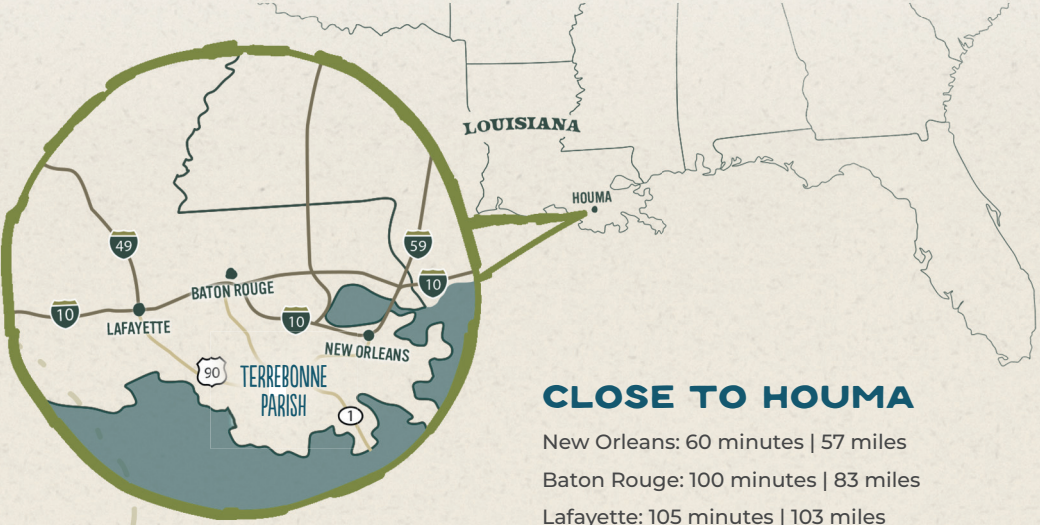 LOUISIANA
HOUMA
49
59
10
BATON ROUGE
10
10
LAFAYETTE
NEW ORLEANS
90
TERREBONNE
PARISH
1
CLOSE TO HOUMA
New Orleans: 60 minutes | 57 miles
Baton Rouge: 100 minutes | 83 miles
Lafayette: 105 minutes | 103 miles